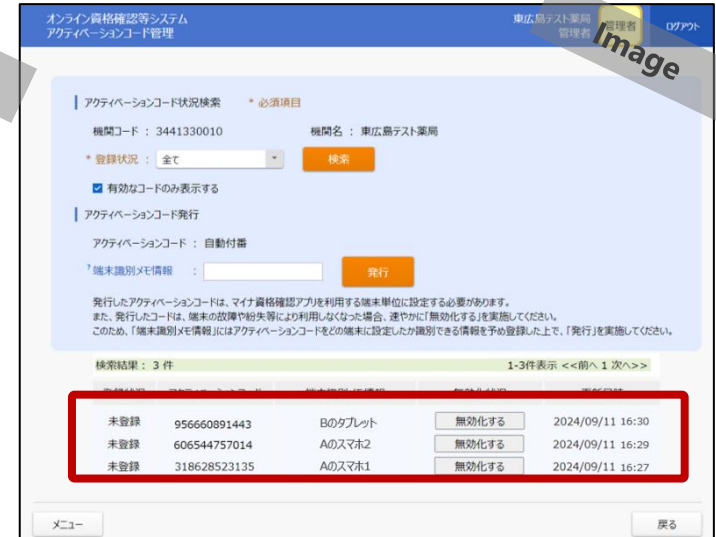 オンライン資格確認等システム
アクティベーションコード管理
東広島テスト薬局
管理者
管理者
ログアウト
Image
アクティベーションコード状況検索 * 必須項目
機関コード : 3441330010 機関名 : 東広島テスト薬局
* 登録状況 : 全て 検索
有効なコードのみ表示する
アクティベーションコード発行
アクティベーションコード : 自動付番
?端末識別メモ情報 : 発行
発行したアクティベーションコードは、マイナ資格確認アプリを利用する端末単位に設定する必要があります。
また、発行したコードは、端末の故障や紛失等により利用しなくなった場合、速やかに「無効化する」を実施してください。
このため、「端末識別メモ情報」にはアクティベーションコードをどの端末に設定したか識別できる情報を予め登録した上で、「発行」を実施してください。
検索結果 : 3 件 1-3件表示 <<前へ 1 次へ>>
未登録 956660891443 Bのタブレット 無効化する 2024/09/11 16:30
未登録 606544757014 Aのスマホ2 無効化する 2024/09/11 16:29
未登録 318628523135 Aのスマホ1 無効化する 2024/09/11 16:27
メニュー 戻る